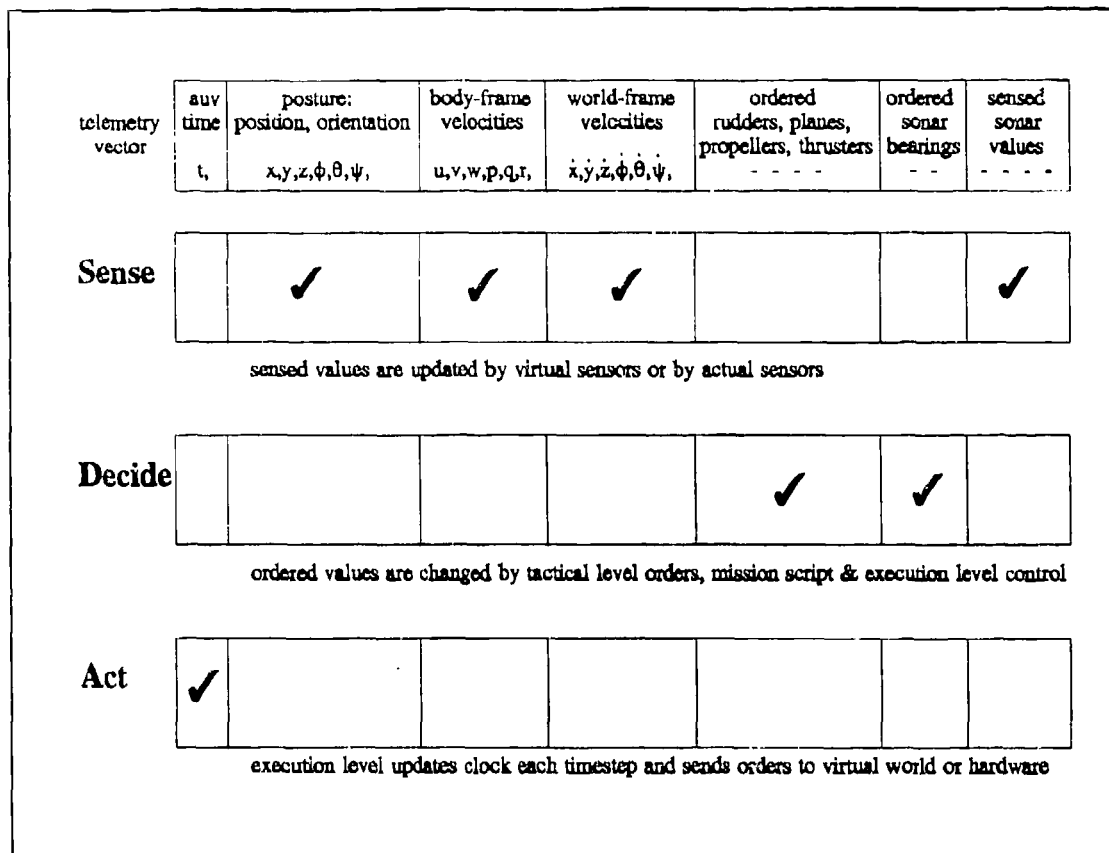 telemetry
vector
auv
time
t,
posture:
position, orientation
x,y,z,ϕ,θ,ψ,
body-frame
velocities
u,v,w,p,q,r,
world-frame
velocities
ẋ,ẏ,ż,ϕ̇,θ̇,ψ̇,
ordered
rudders, planes,
propellers, thrusters
- - - -
ordered
sonar
bearings
- -
sensed
sonar
values
- - - -
Sense
✓ ✓ ✓ ✓
sensed values are updated by virtual sensors or by actual sensors
Decide
✓ ✓
ordered values are changed by tactical level orders, mission script & execution level control
Act
✓
execution level updates clock each timestep and sends orders to virtual world or hardware